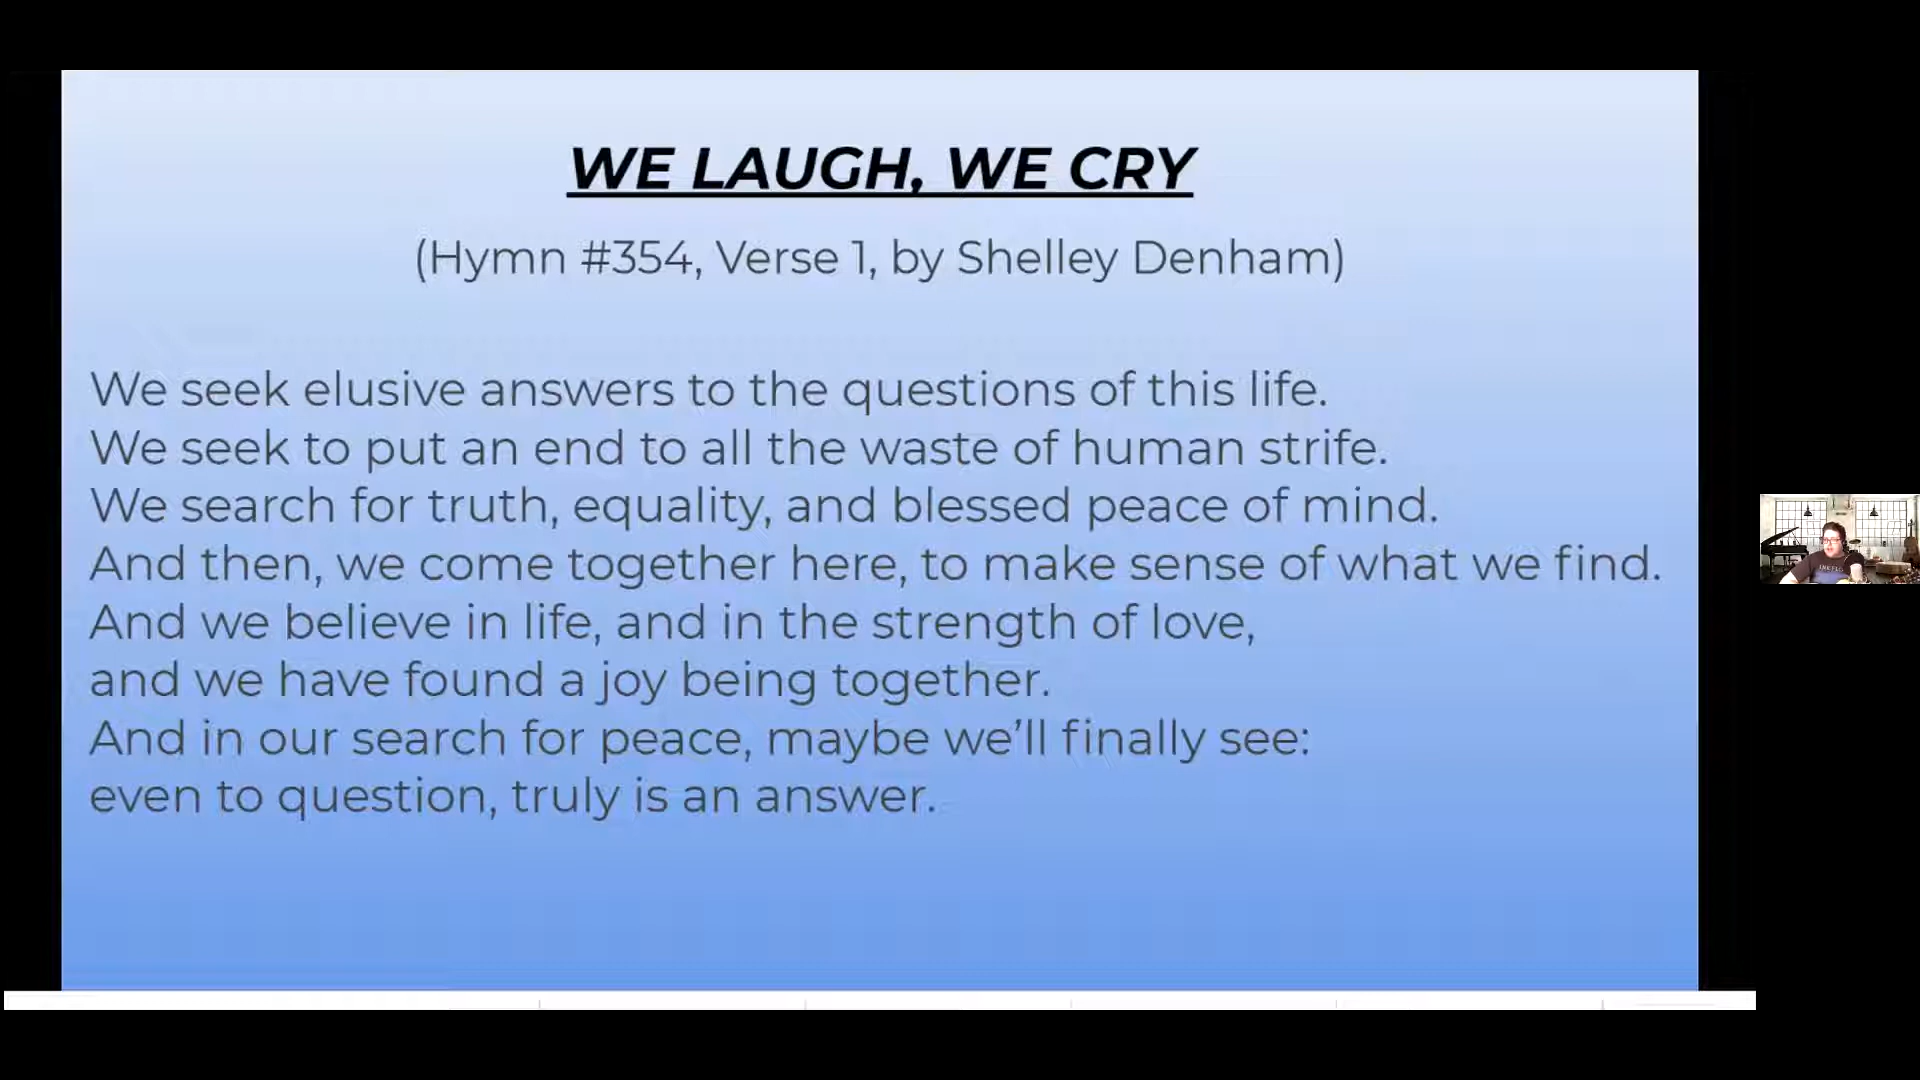 WE LAUGH, WE CRY
(Hymn #354, Verse 1, by Shelley Denham)
We seek elusive answers to the questions of this life.
We seek to put an end to all the waste of human strife.
We search for truth, equality, and blessed peace of mind.
And then, we come together here, to make sense of what we find.
And we believe in life, and in the strength of love,
and we have found a joy being together.
And in our search for peace, maybe we’ll finally see:
even to question, truly is an answer.